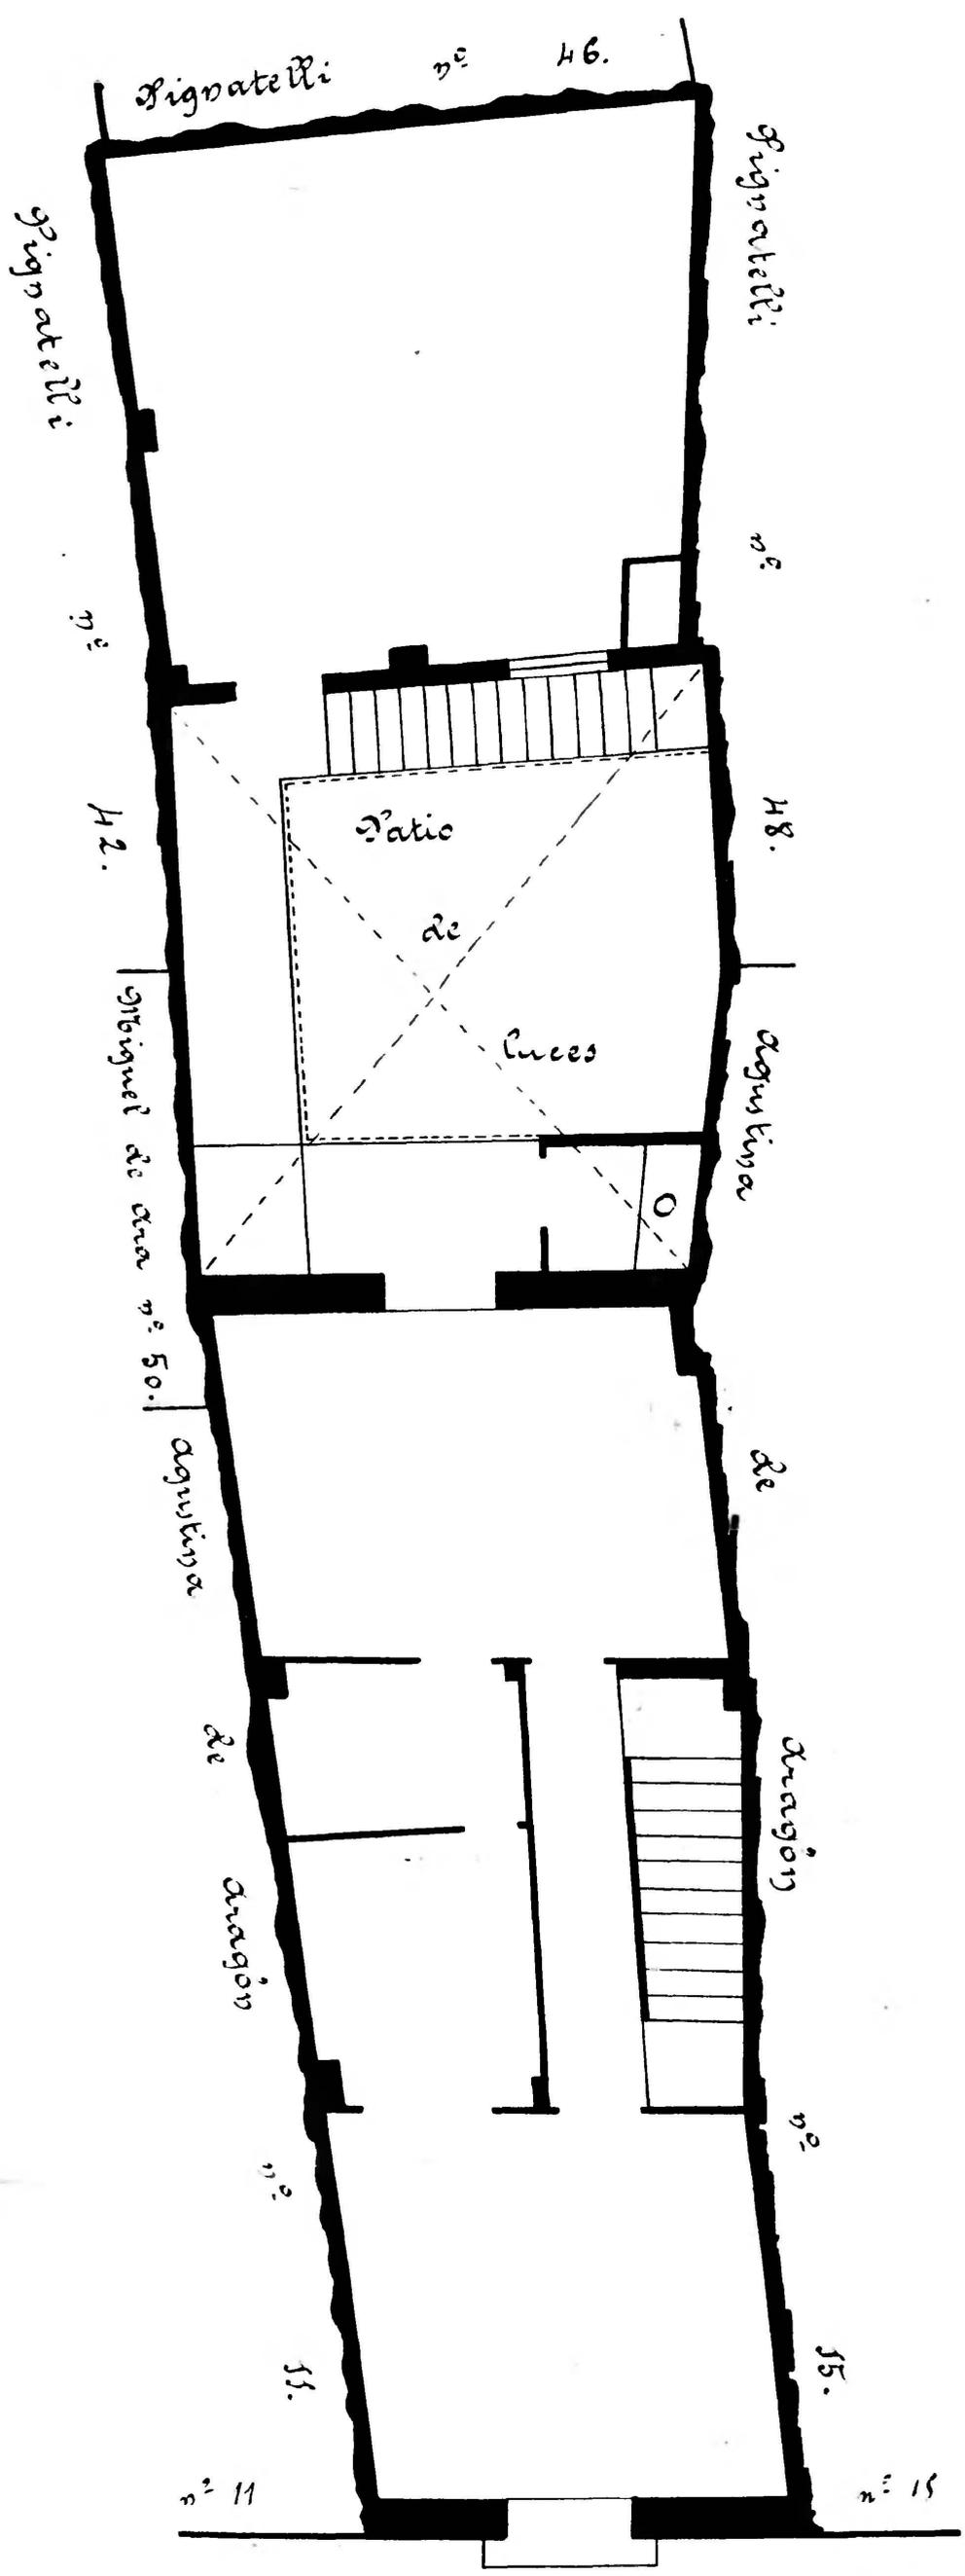 Pignatelli nº 46.
Pignatelli nº 42.
Pignatelli nº 48.
Patio
de
luces
Miguel de Ara nº 50.
Agustina de Aragón nº 11.
Agustina de Aragón nº 15.
nº 11
nº 15